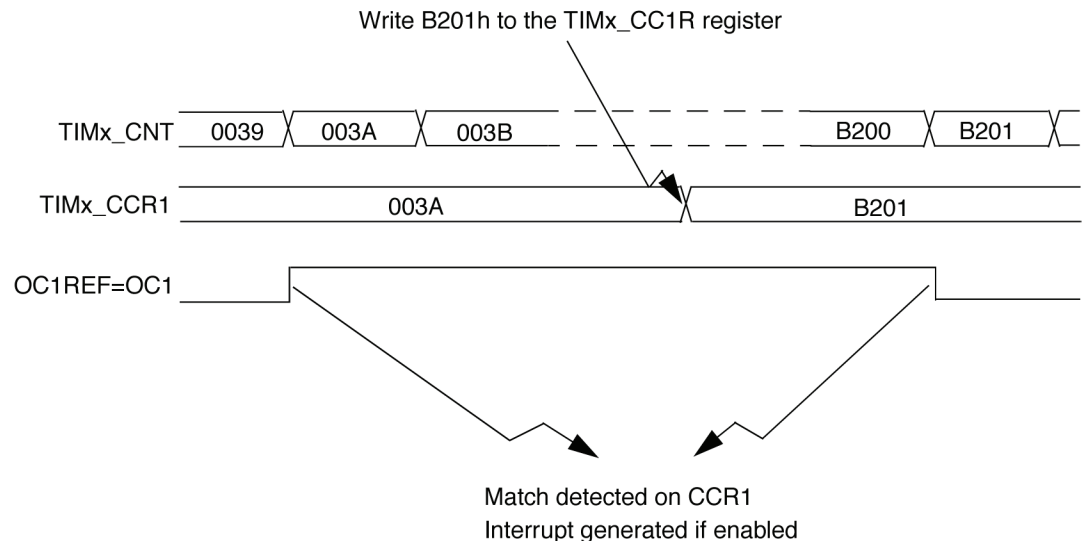 Write B201h to the TIMx_CC1R register
TIMx_CNT 0039 003A 003B B200 B201
TIMx_CCR1 003A B201
OC1REF=OC1
Match detected on CCR1
Interrupt generated if enabled